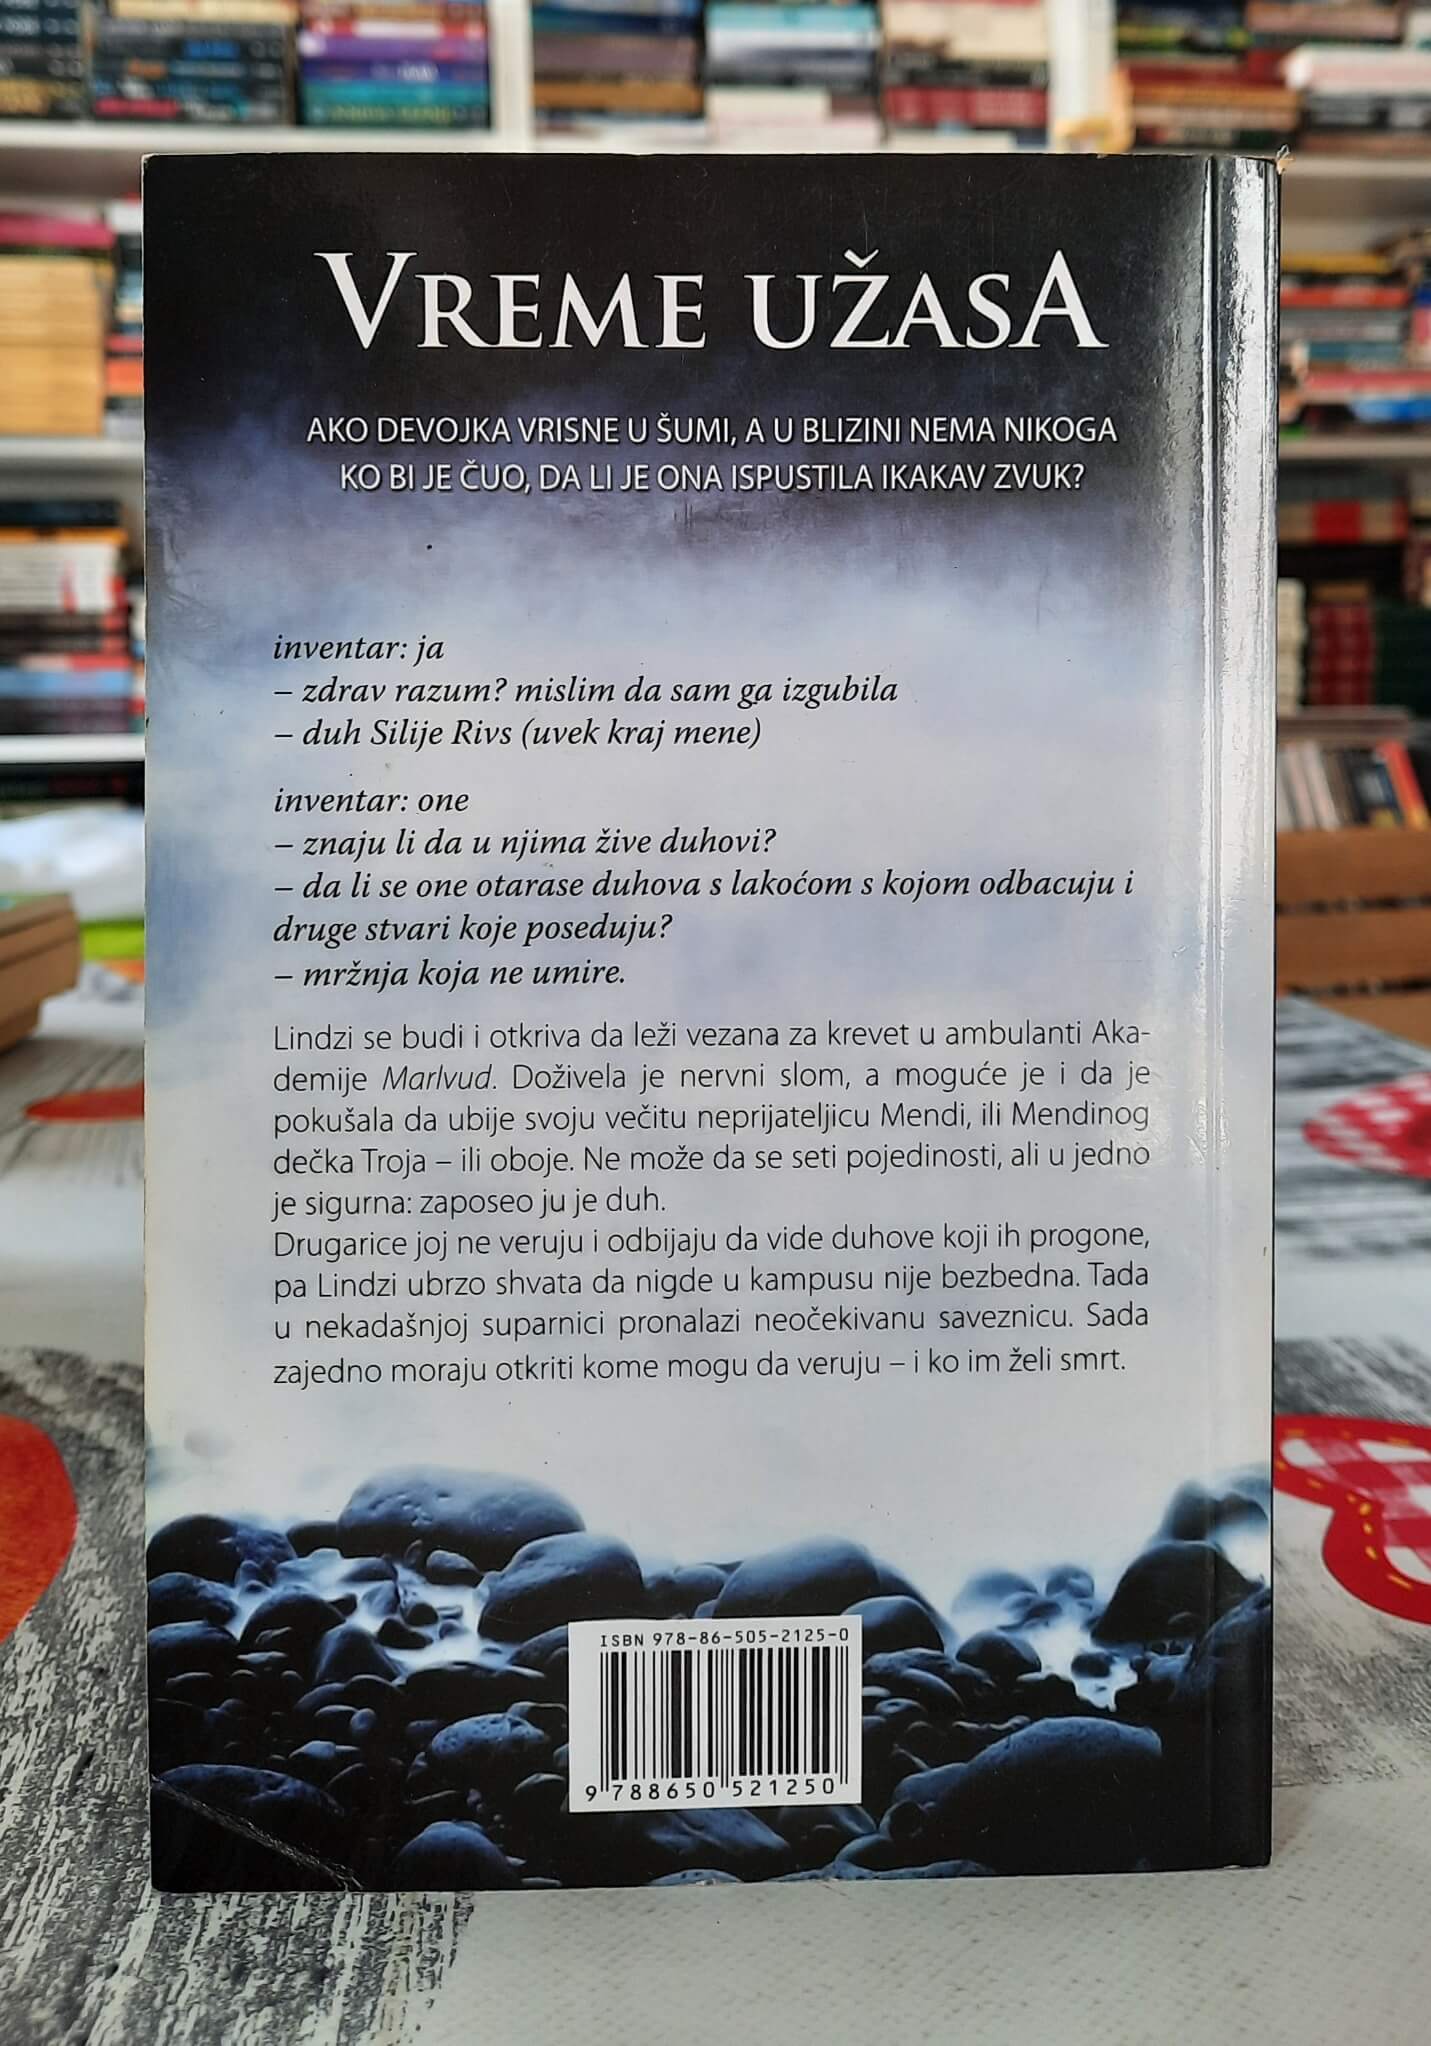 VREME UŽASA
AKO DEVOJKA VRISNE U ŠUMI, A U BLIZINI NEMA NIKOGA
KO BI JE ČUO, DA LI JE ONA ISPUSTILA IKAKAV ZVUK?
inventar: ja
– zdrav razum? mislim da sam ga izgubila
– duh Silije Rivs (uvek kraj mene)
inventar: one
– znaju li da u njima žive duhovi?
– da li se one otarase duhova s lakoćom s kojom odbacuju i
druge stvari koje poseduju?
– mržnja koja ne umire.
Lindzi se budi i otkriva da leži vezana za krevet u ambulanti Aka-
demije Marlvud. Doživela je nervni slom, a moguće je i da je
pokušala da ubije svoju večitu neprijateljicu Mendi, ili Mendinog
dečka Troja – ili oboje. Ne može da se seti pojedinosti, ali u jedno
je sigurna: zaposeo ju je duh.
Drugarice joj ne veruju i odbijaju da vide duhove koji ih progone,
pa Lindzi ubrzo shvata da nigde u kampusu nije bezbedna. Tada
u nekadašnjoj suparnici pronalazi neočekivanu saveznicu. Sada
zajedno moraju otkriti kome mogu da veruju – i ko im želi smrt.
ISBN 978-86-505-2125-0
9 788650 521250